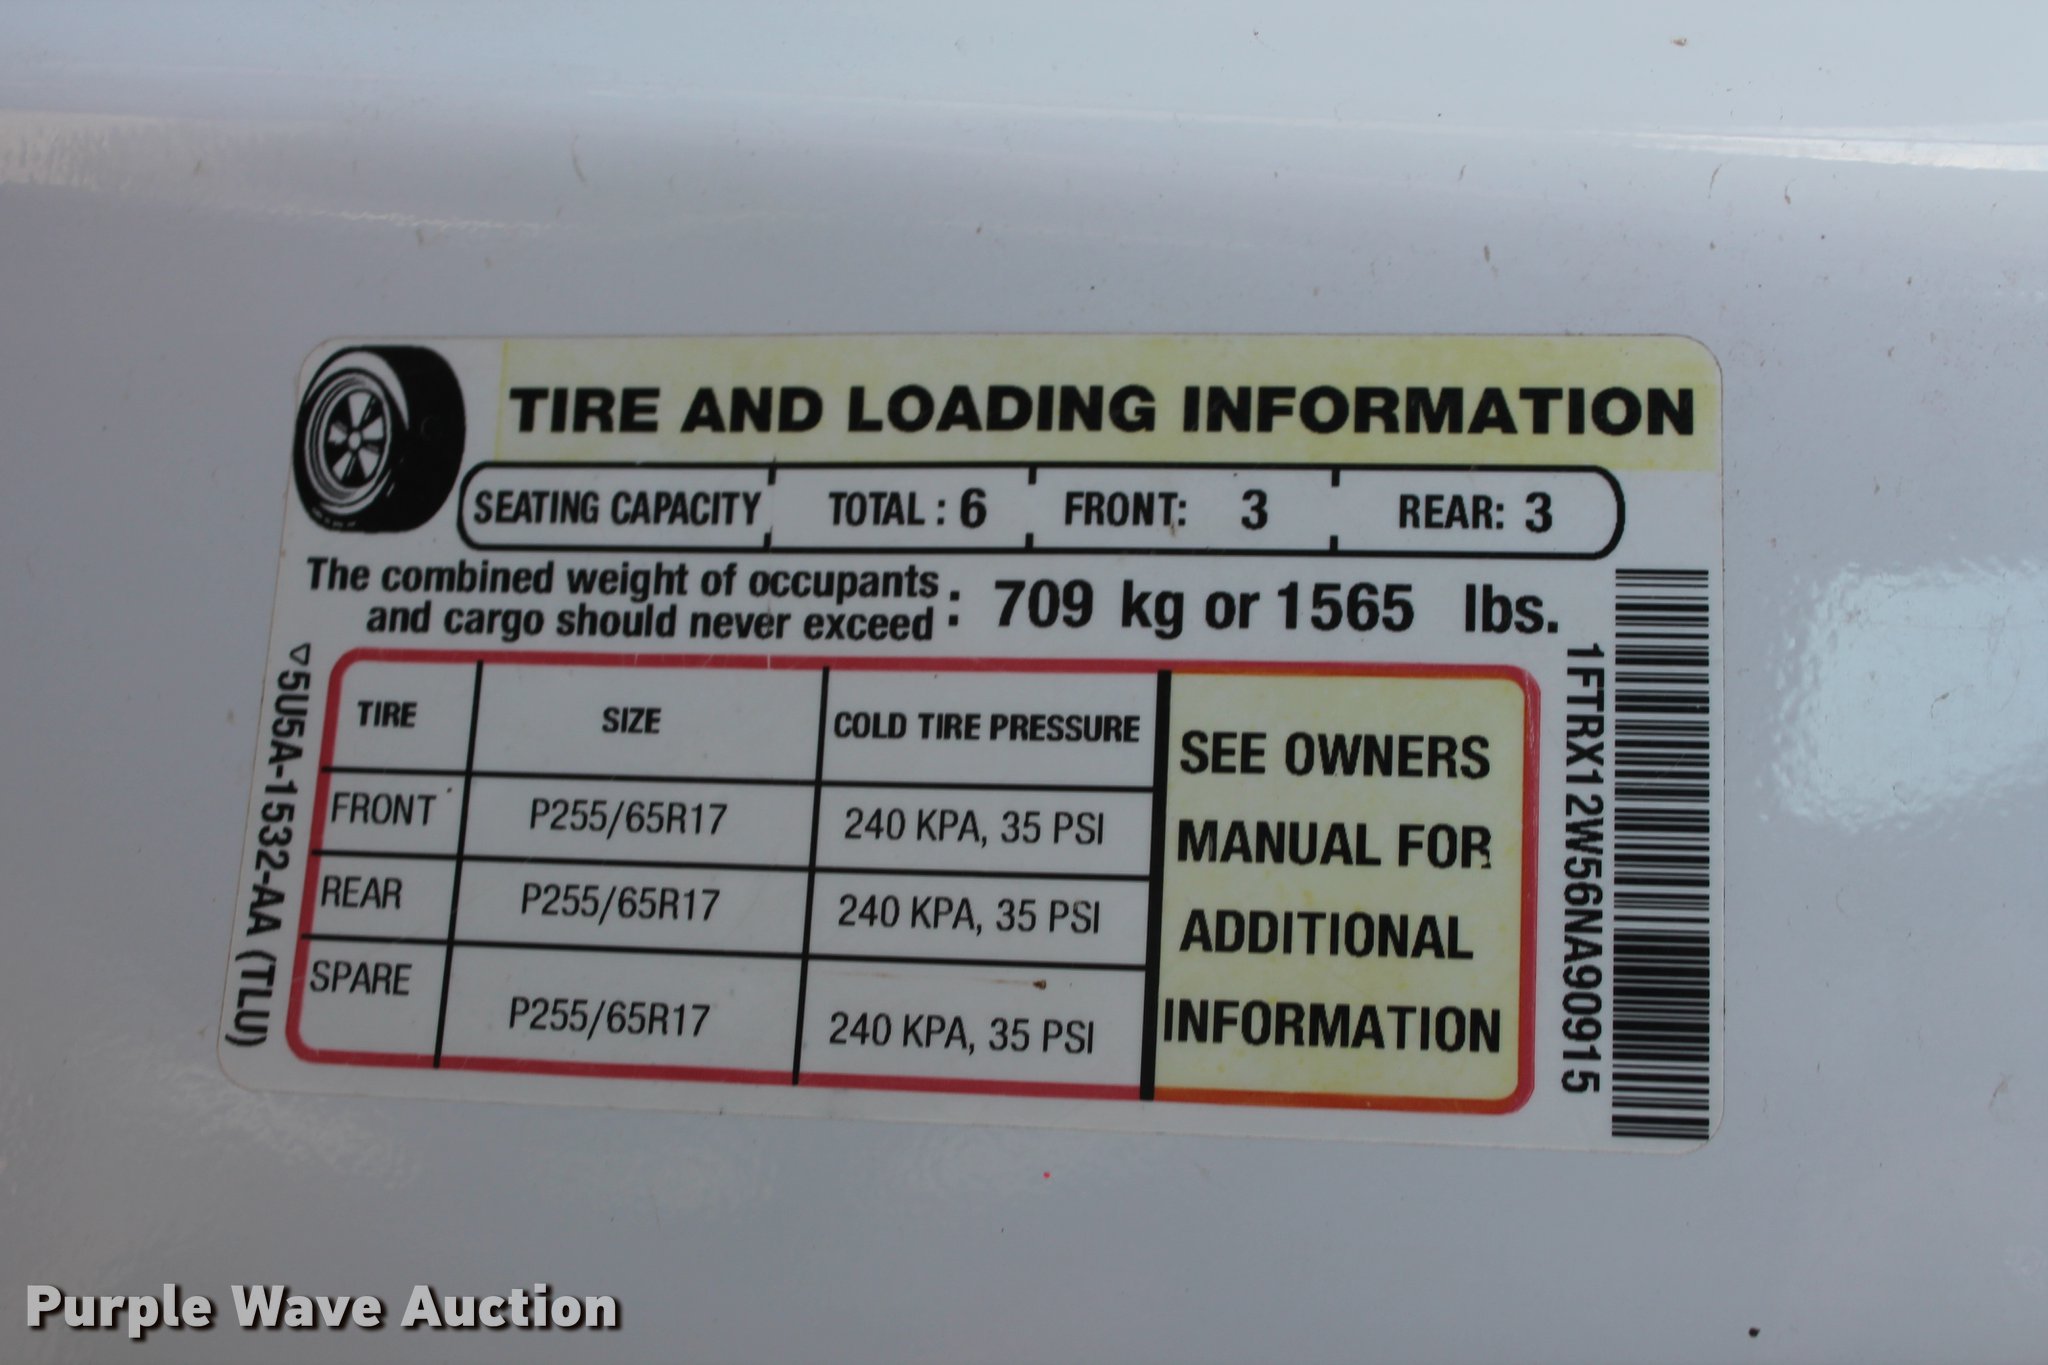 TIRE AND LOADING INFORMATION
SEATING CAPACITY TOTAL : 6 FRONT: 3 REAR: 3
The combined weight of occupants
and cargo should never exceed : 709 kg or 1565 lbs.
TIRE SIZE COLD TIRE PRESSURE
FRONT P255/65R17 240 KPA, 35 PSI
REAR P255/65R17 240 KPA, 35 PSI
SPARE P255/65R17 240 KPA, 35 PSI
SEE OWNERS
MANUAL FOR
ADDITIONAL
INFORMATION
5U5A-1532-AA (TLU)
1FTRX12W56NA90915
Purple Wave Auction